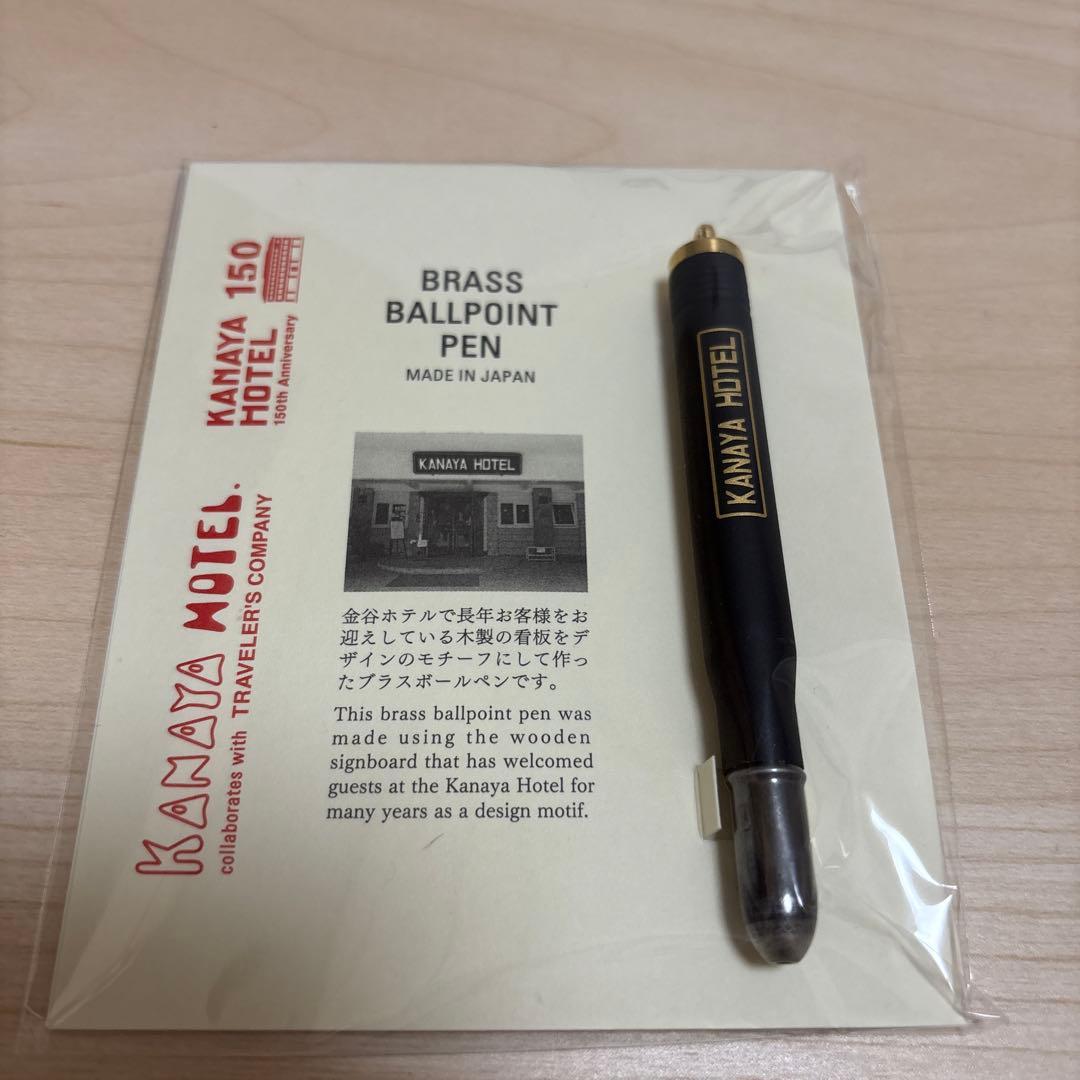 KANAYA 150
HOTEL
150th Anniversary
KANAYA HOTEL.
collaborates with TRAVELER'S COMPANY
BRASS
BALLPOINT
PEN
MADE IN JAPAN
KANAYA HOTEL
金谷ホテルで長年お客様をお
迎えしている木製の看板をデ
ザインのモチーフにして作っ
たブラスボールペンです。
This brass ballpoint pen was
made using the wooden
signboard that has welcomed
guests at the Kanaya Hotel for
many years as a design motif.
KANAYA HOTEL